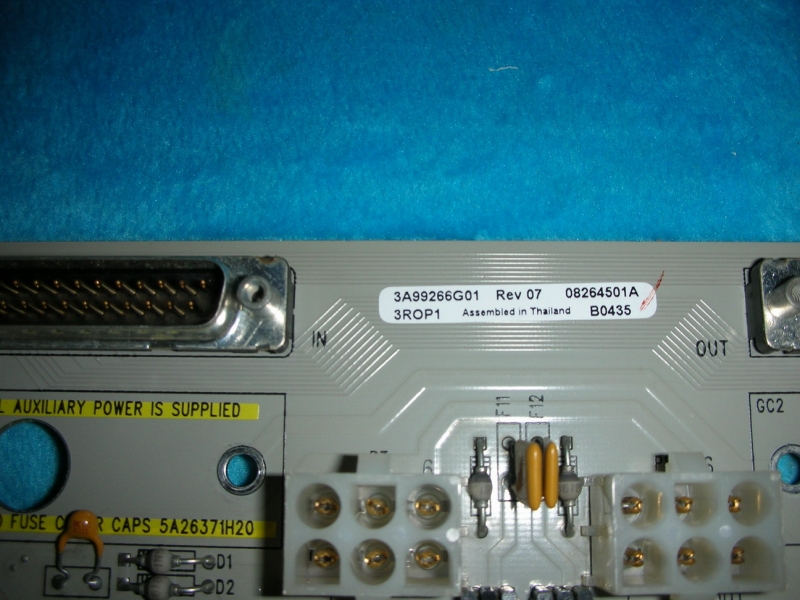 3A99266G01 Rev 07 08264501A
3ROP1 Assembled in Thailand B0435
IN
OUT
AUXILIARY POWER IS SUPPLIED
F11
F12
GC2
FUSE CAPS 5A26371H20
D1
D2